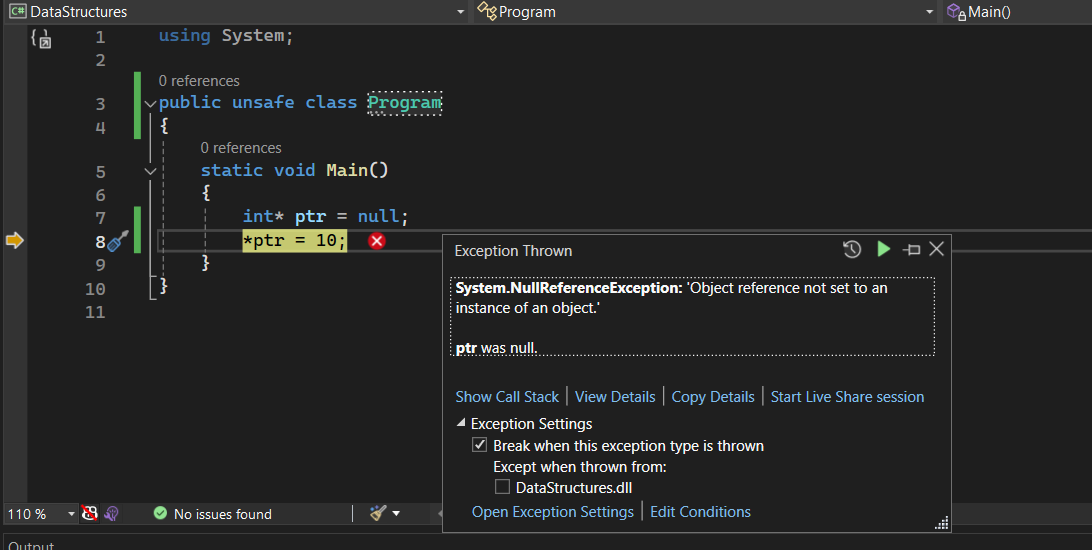 C# DataStructures Program Main()
1 using System;
2
0 references
3 public unsafe class Program
4 {
0 references
5 static void Main()
6 {
7 int* ptr = null;
8 *ptr = 10;
9 }
10 }
11
Exception Thrown
System.NullReferenceException: 'Object reference not set to an
instance of an object.'
ptr was null.
Show Call Stack | View Details | Copy Details | Start Live Share session
Exception Settings
Break when this exception type is thrown
Except when thrown from:
DataStructures.dll
Open Exception Settings | Edit Conditions
110 % No issues found
Output